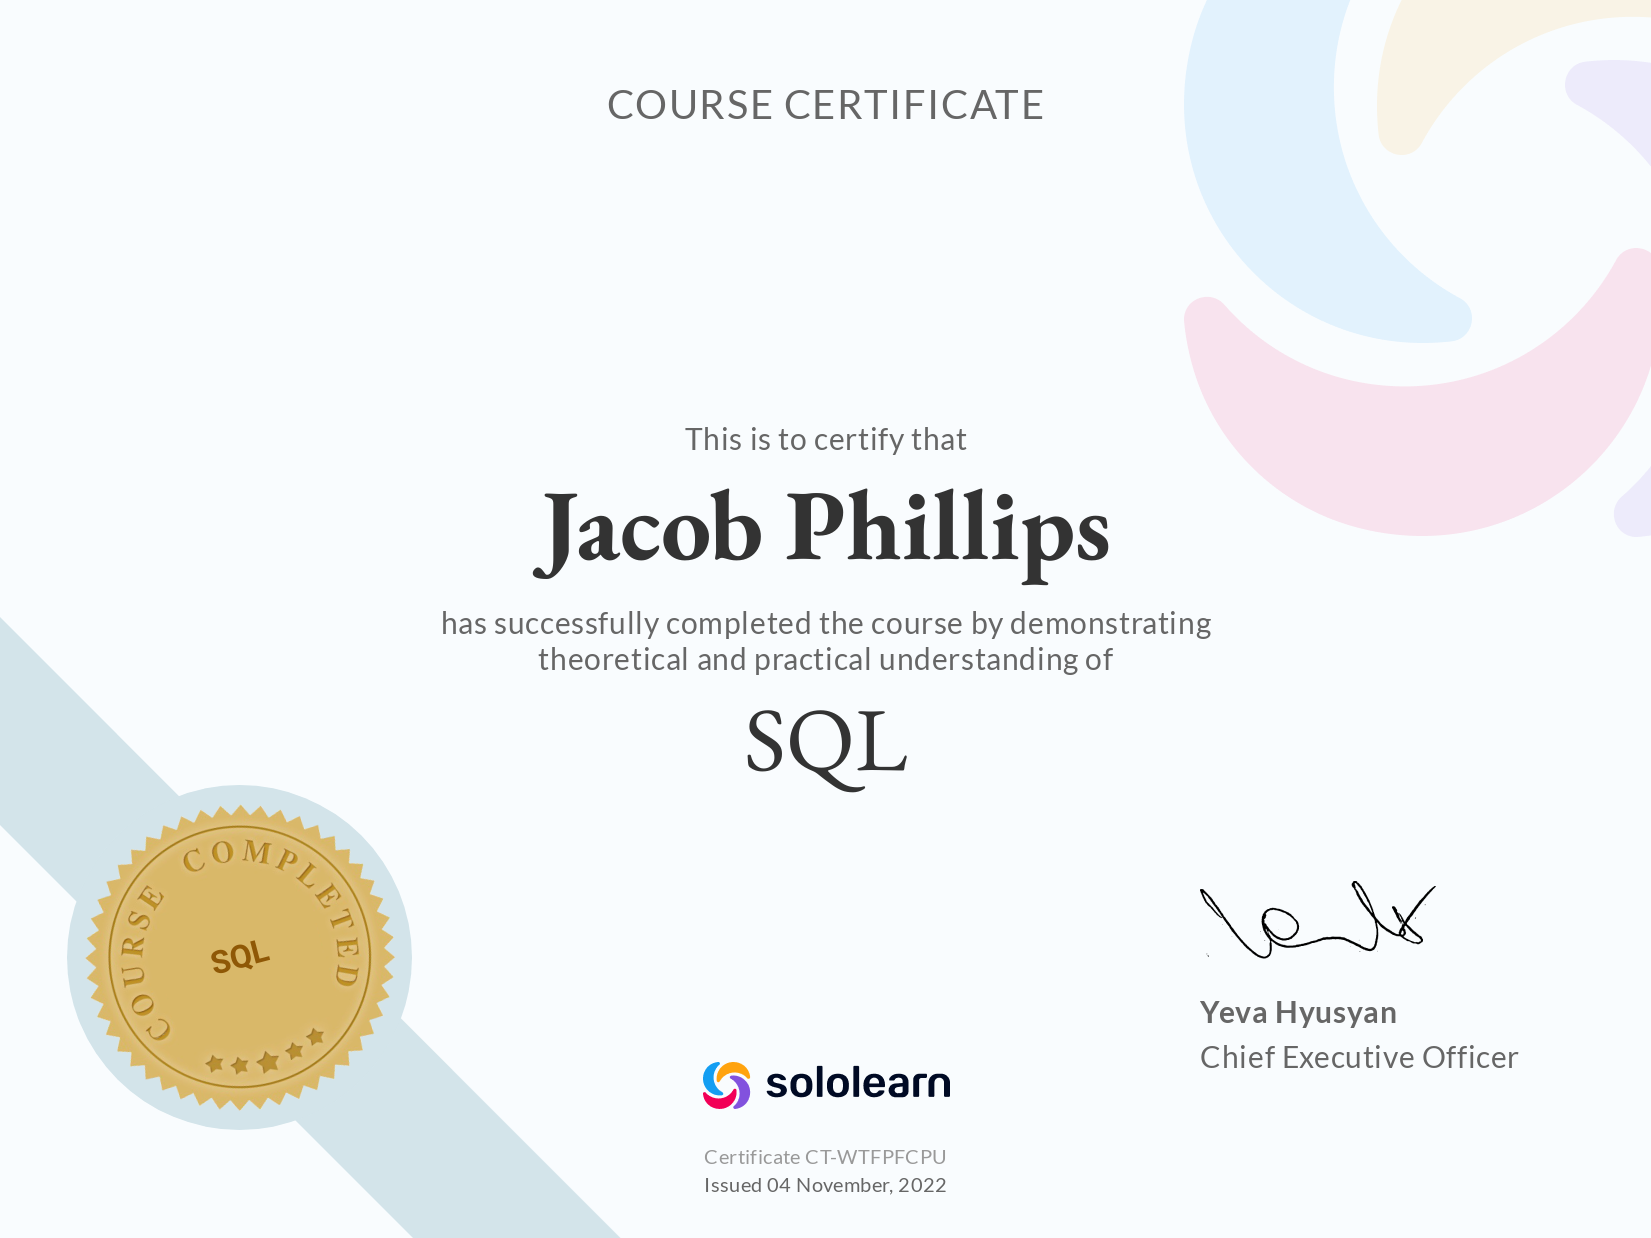 COURSE CERTIFICATE
This is to certify that
Jacob Phillips
has successfully completed the course by demonstrating
theoretical and practical understanding of
SQL
COURSE COMPLETED
SQL
Yeva Hyusyan
Chief Executive Officer
sololearn
Certificate CT-WTFPFCPU
Issued 04 November, 2022